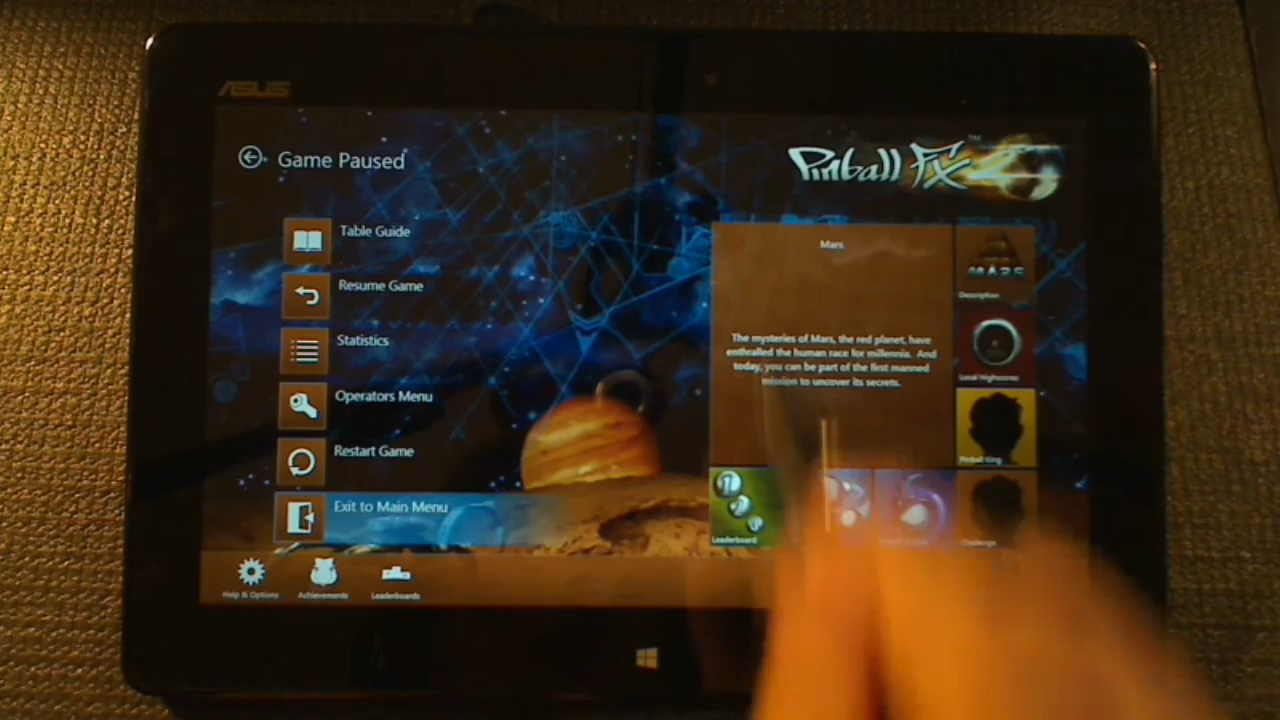 ASUS
Game Paused
Pinball FX2™
Table Guide
Resume Game
Statistics
Operators Menu
Restart Game
Exit to Main Menu
Mars
The mysteries of Mars, the red planet, have
enthralled the human race for millennia. And
today, you can be part of the first manned
mission to uncover its secrets.
MARS
Description
Local Highscores
Pinball King
Leaderboard
Challenge
Help & Options
Achievements
Leaderboards